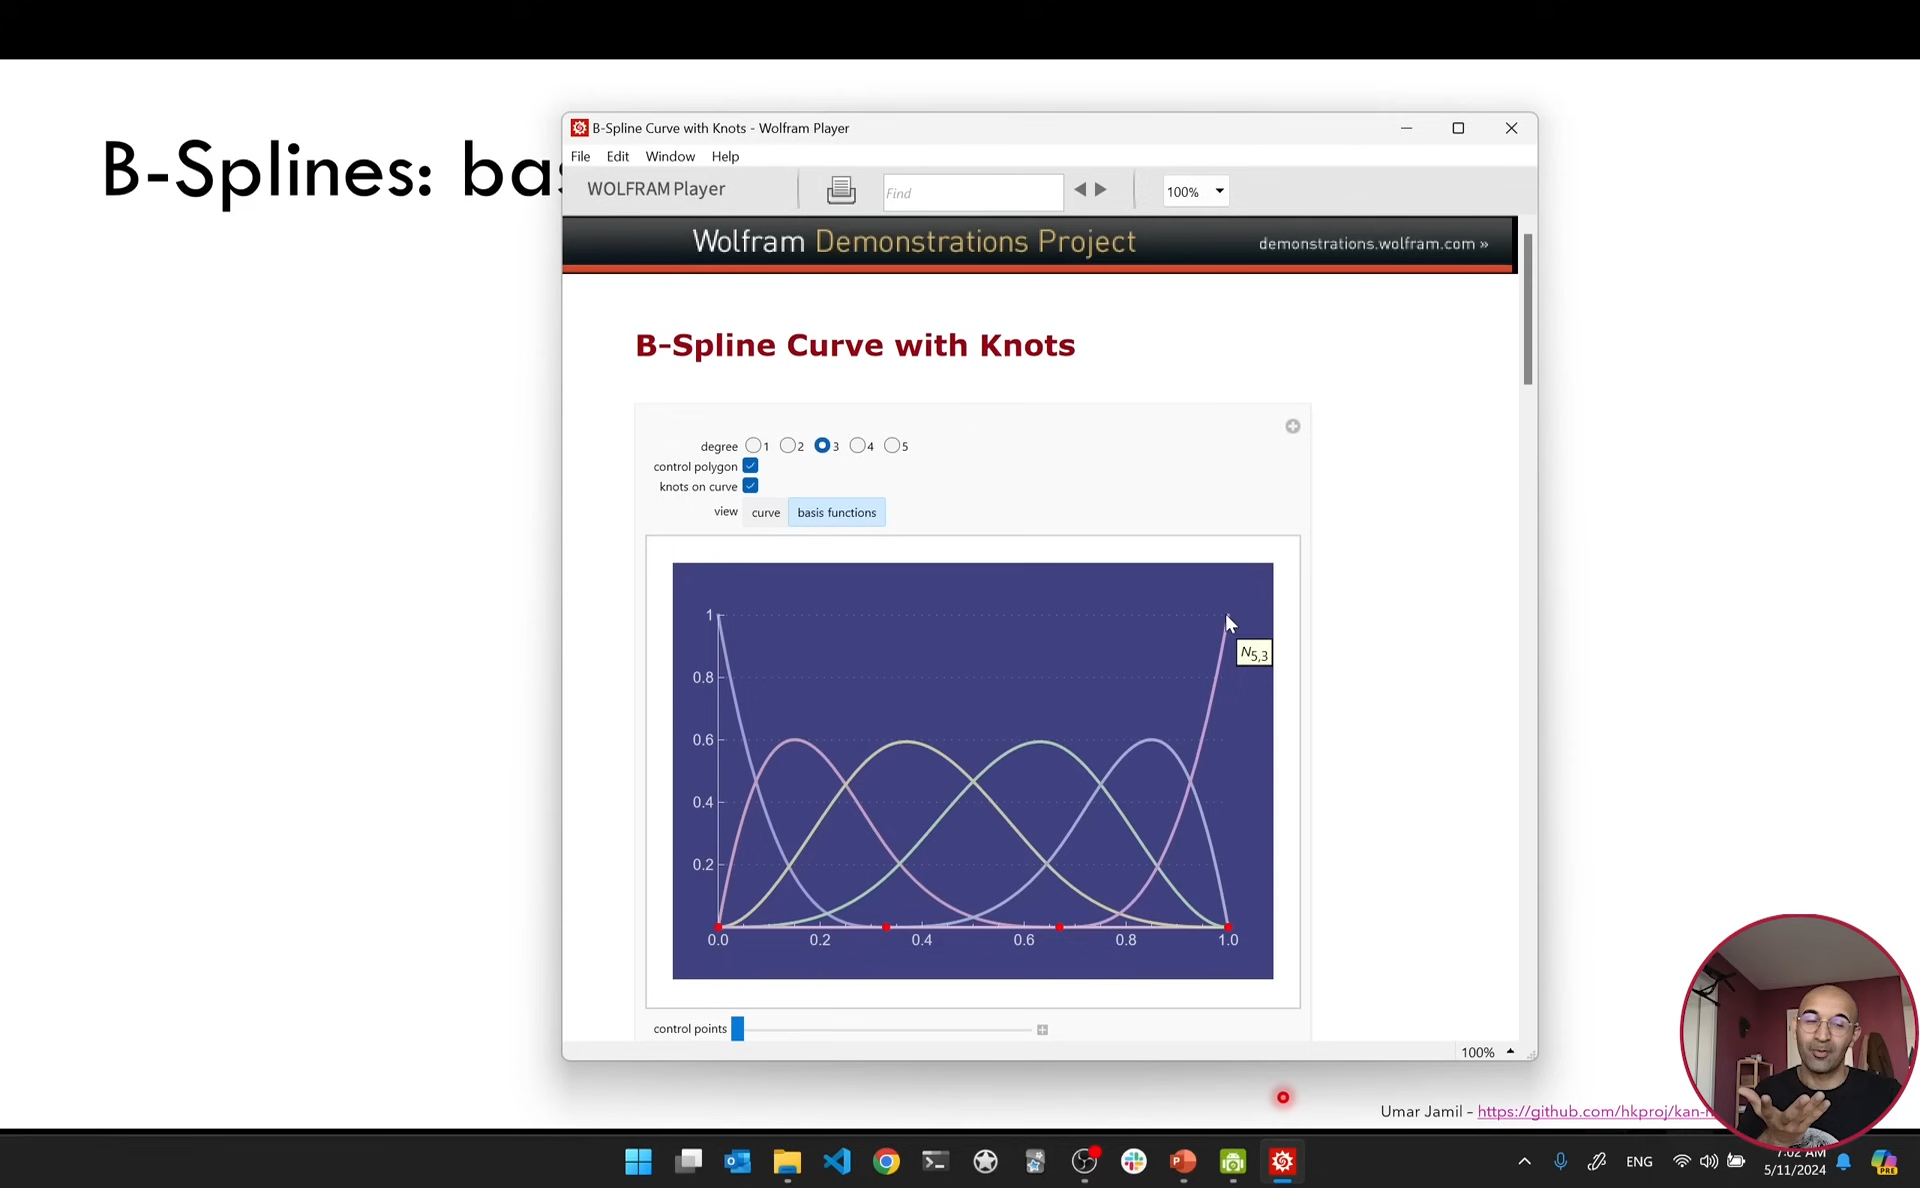 B-Splines:
B-Spline Curve with Knots - Wolfram Player
File Edit Window Help
WOLFRAM Player
Find
100%
Wolfram Demonstrations Project
demonstrations.wolfram.com »
B-Spline Curve with Knots
degree 1 2 3 4 5
control polygon
knots on curve
view curve basis functions
1
0.8
0.6
0.4
0.2
0.0 0.2 0.4 0.6 0.8 1.0
N5,3
control points
100%
Umar Jamil – https://github.com/hkproj/kan-
ENG
7:02 AM
5/11/2024
PRE